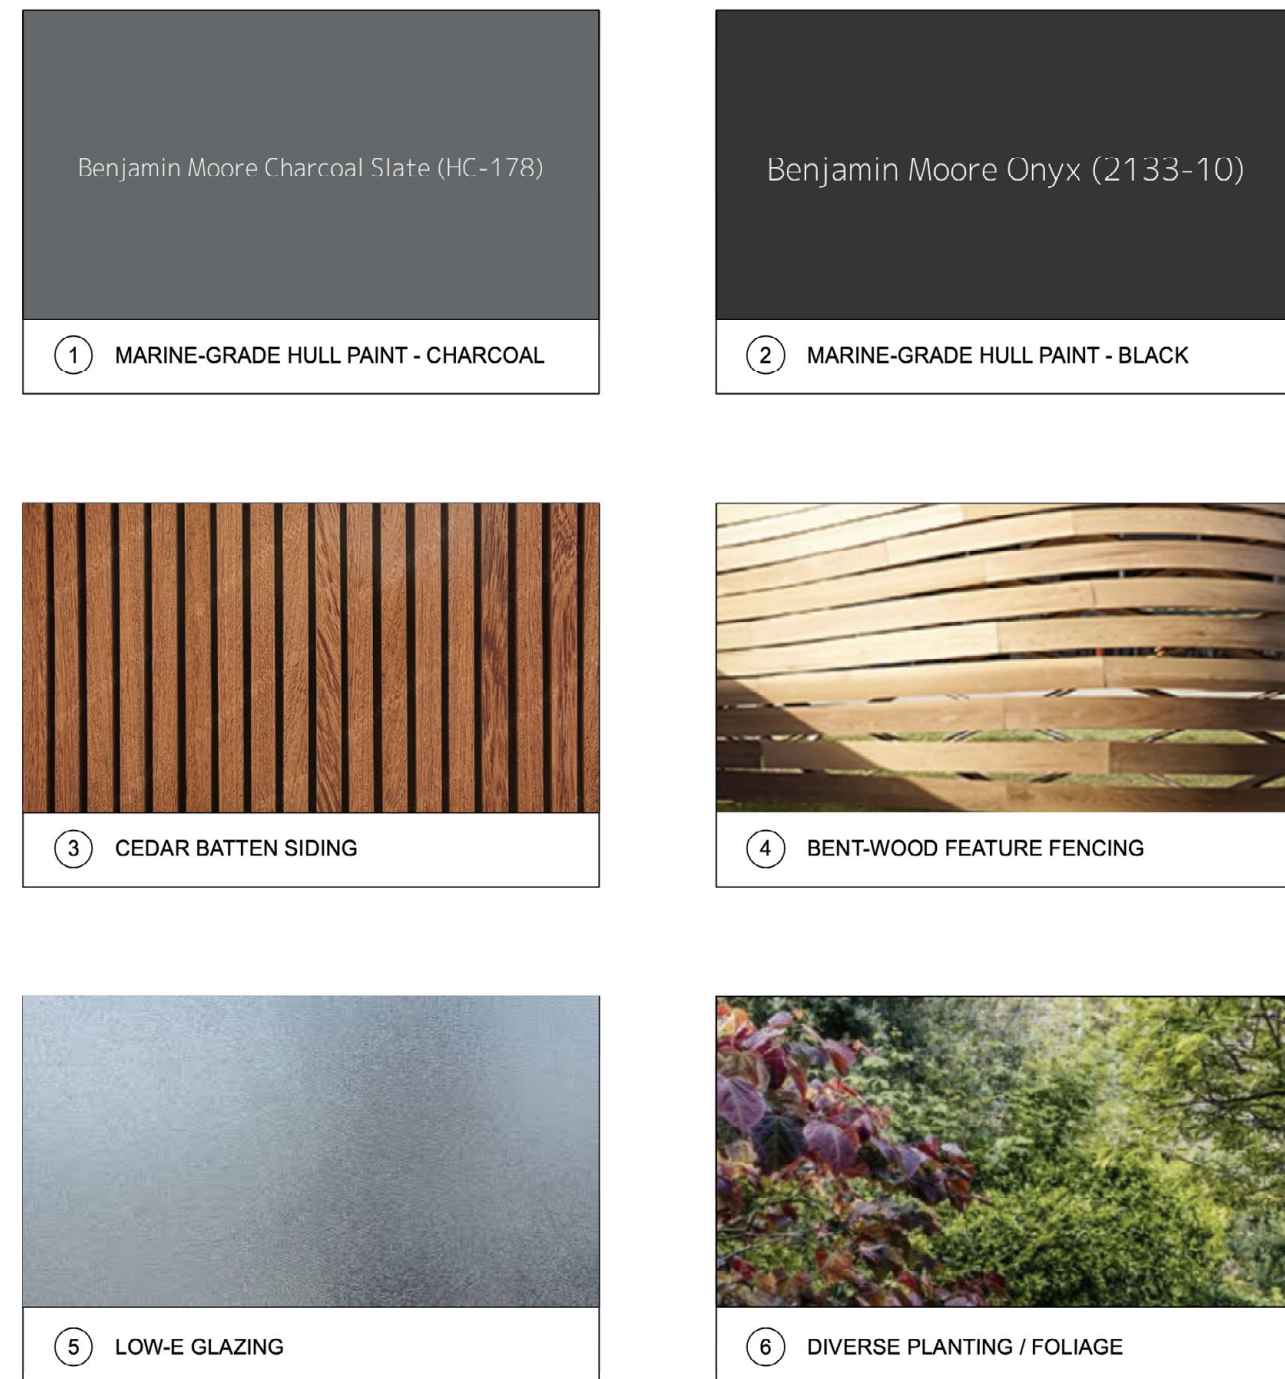 Benjamin Moore Charcoal Slate (HC-178)
Benjamin Moore Onyx (2133-10)
1 MARINE-GRADE HULL PAINT - CHARCOAL
2 MARINE-GRADE HULL PAINT - BLACK
3 CEDAR BATTEN SIDING
4 BENT-WOOD FEATURE FENCING
5 LOW-E GLAZING
6 DIVERSE PLANTING / FOLIAGE